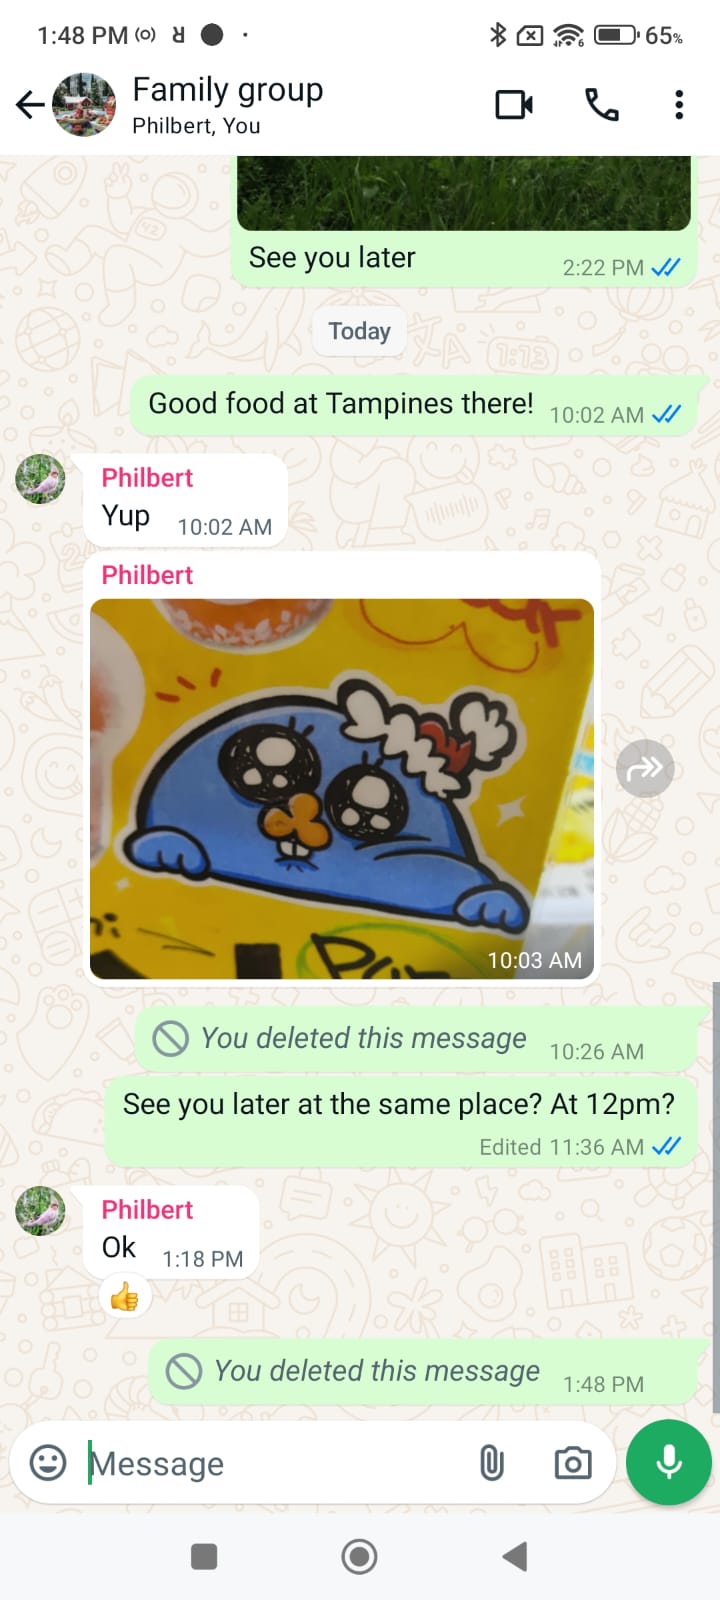 1:48 PM
65%
Family group
Philbert, You
See you later
2:22 PM
Today
Good food at Tampines there! 10:02 AM
Philbert
Yup 10:02 AM
Philbert
10:03 AM
You deleted this message 10:26 AM
See you later at the same place? At 12pm?
Edited 11:36 AM
Philbert
Ok 1:18 PM
You deleted this message 1:48 PM
Message